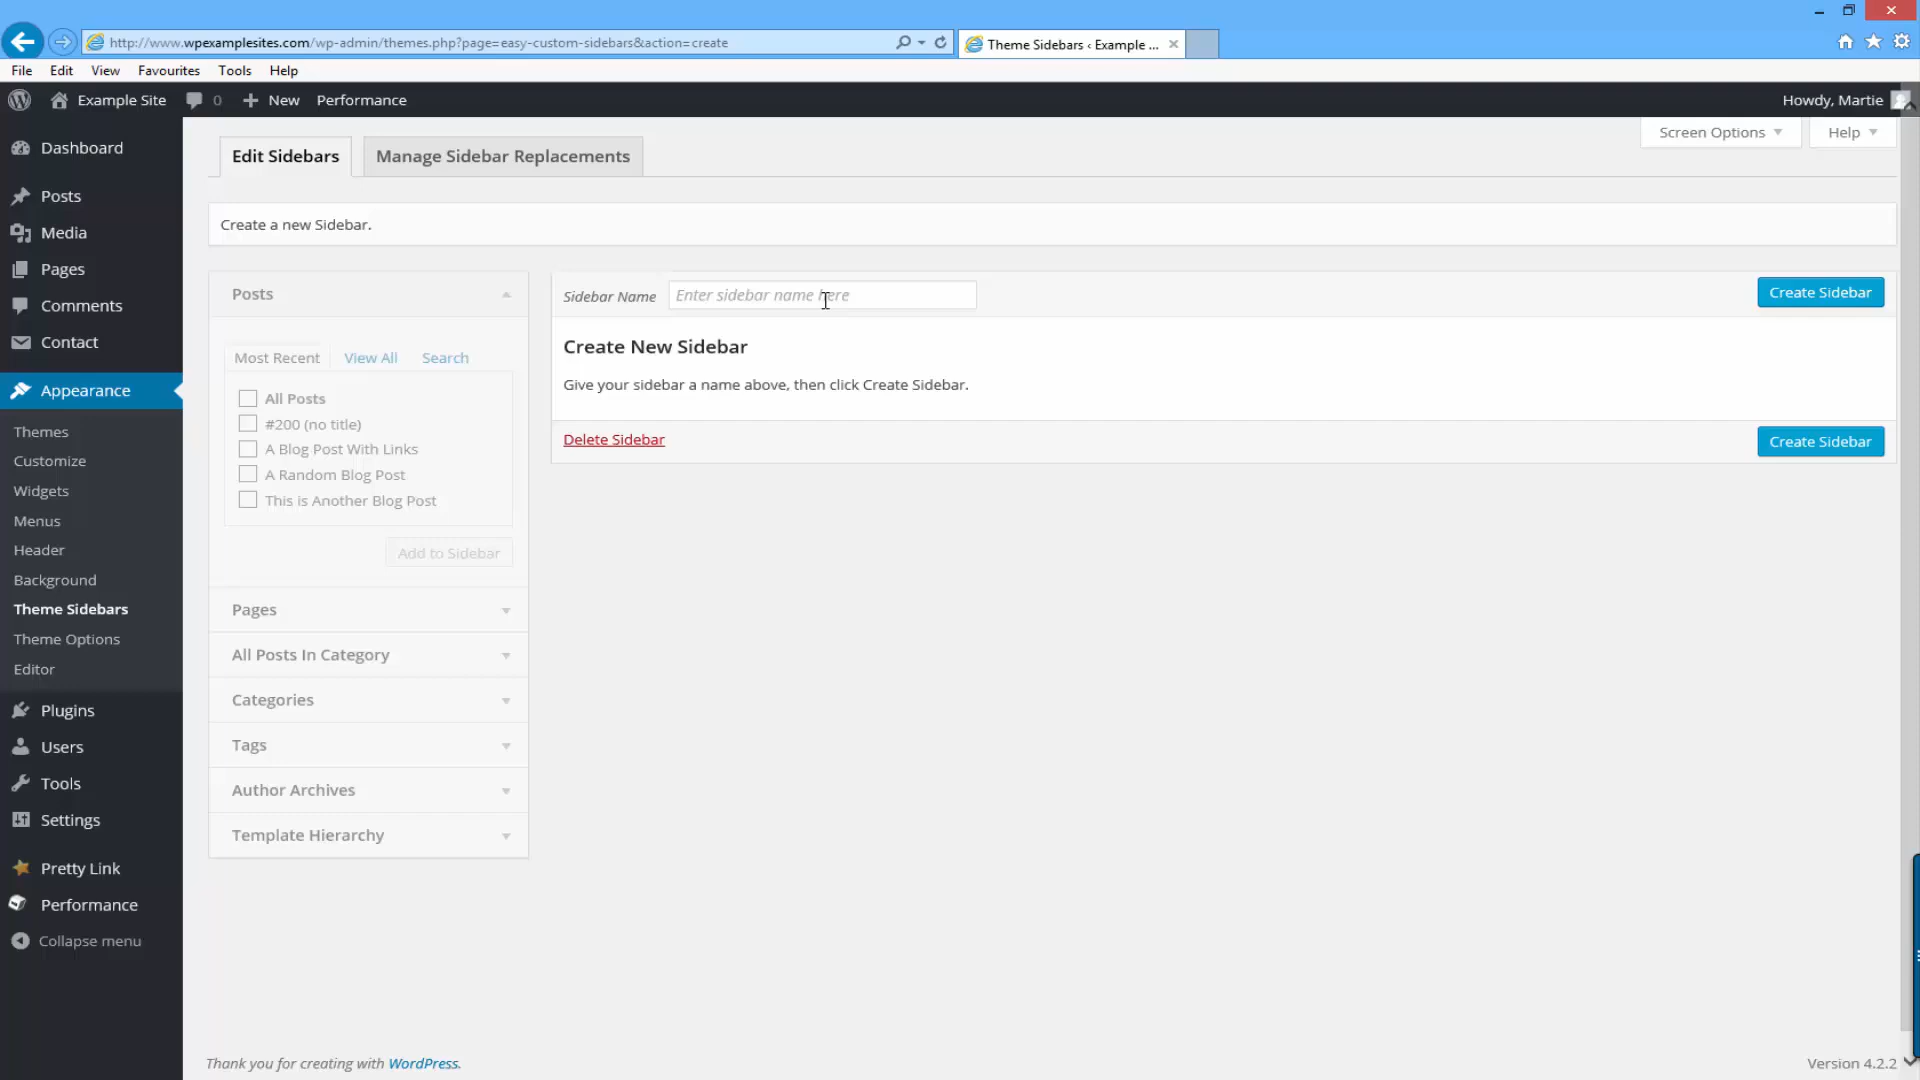 http://www.wpexamplesites.com/wp-admin/themes.php?page=easy-custom-sidebars&action=create
Theme Sidebars ‹ Example ...
File Edit View Favourites Tools Help
Example Site 0 New Performance
Howdy, Martie
Screen Options Help
Edit Sidebars Manage Sidebar Replacements
Create a new Sidebar.
Dashboard
Posts
Media
Pages
Comments
Contact
Appearance
Themes
Customize
Widgets
Menus
Header
Background
Theme Sidebars
Theme Options
Editor
Plugins
Users
Tools
Settings
Pretty Link
Performance
Collapse menu
Posts
Most Recent View All Search
All Posts
#200 (no title)
A Blog Post With Links
A Random Blog Post
This is Another Blog Post
Add to Sidebar
Pages
All Posts In Category
Categories
Tags
Author Archives
Template Hierarchy
Sidebar Name Enter sidebar name here Create Sidebar
Create New Sidebar
Give your sidebar a name above, then click Create Sidebar.
Delete Sidebar Create Sidebar
Thank you for creating with WordPress.
Version 4.2.2